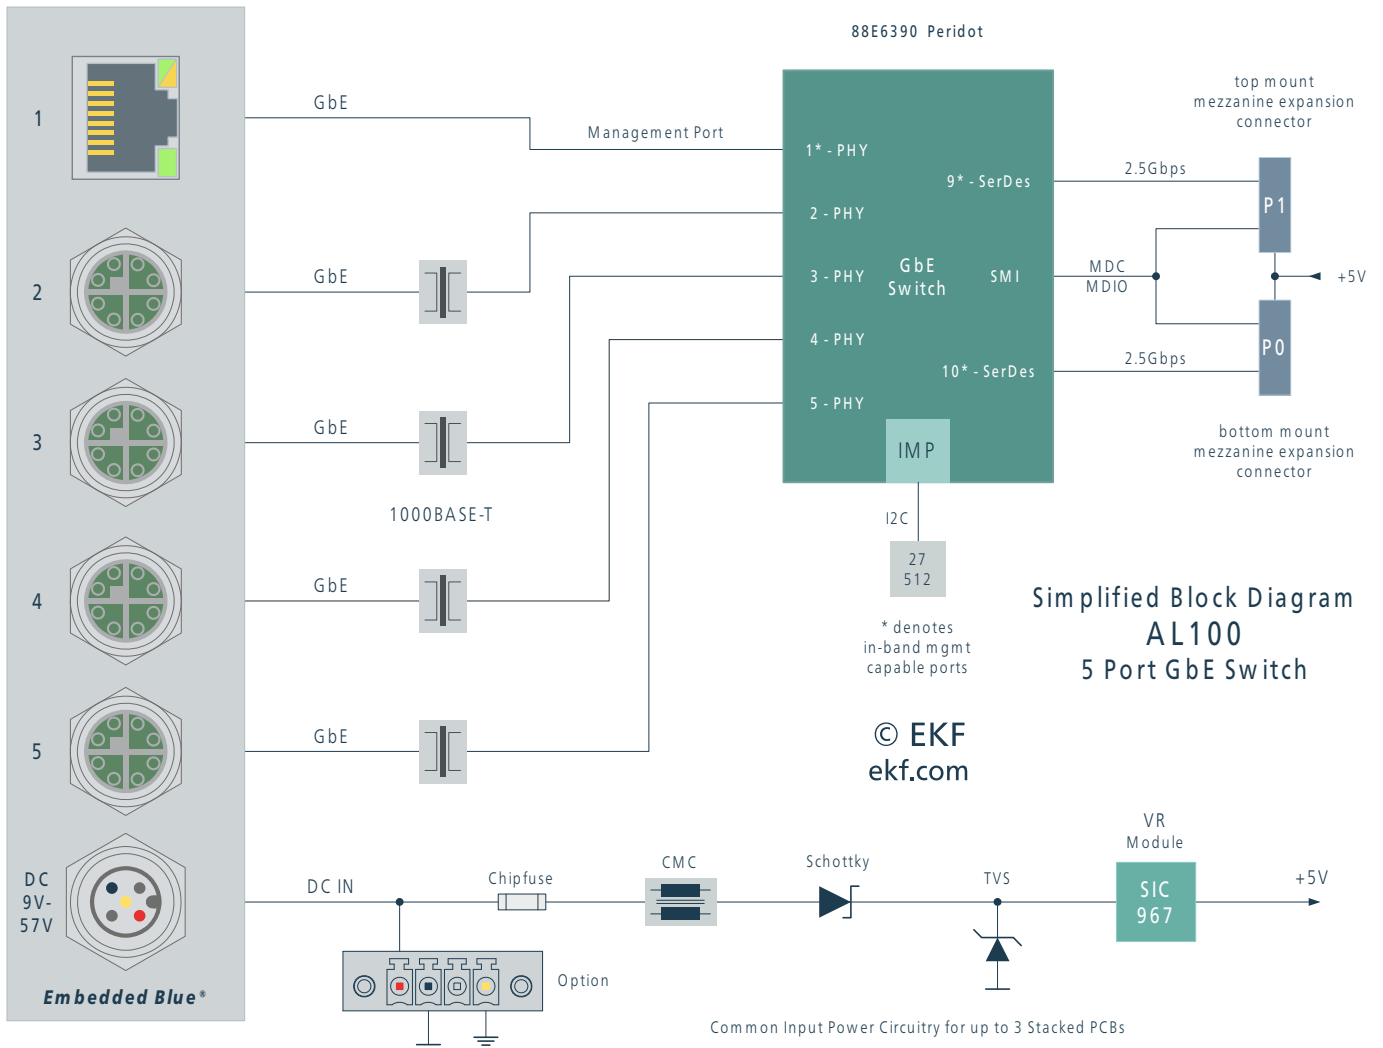 88E6390 Peridot
top mount
mezzanine expansion
connector
1
GbE
Management Port
1* - PHY
9* - SerDes
2.5Gbps
P1
2
GbE
2 - PHY
3 - PHY
GbE
Switch
SMI
MDC
MDIO
+5V
4 - PHY
10* - SerDes
2.5Gbps
P0
5 - PHY
3
GbE
IMP
bottom mount
mezzanine expansion
connector
1000BASE-T
I2C
27
512
4
GbE
* denotes
in-band mgmt
capable ports
Simplified Block Diagram
AL100
5 Port GbE Switch
5
GbE
© EKF
ekf.com
DC
9V-
57V
DC IN
Chipfuse
CMC
Schottky
TVS
VR
Module
SIC
967
+5V
Option
Embedded Blue®
Common Input Power Circuitry for up to 3 Stacked PCBs